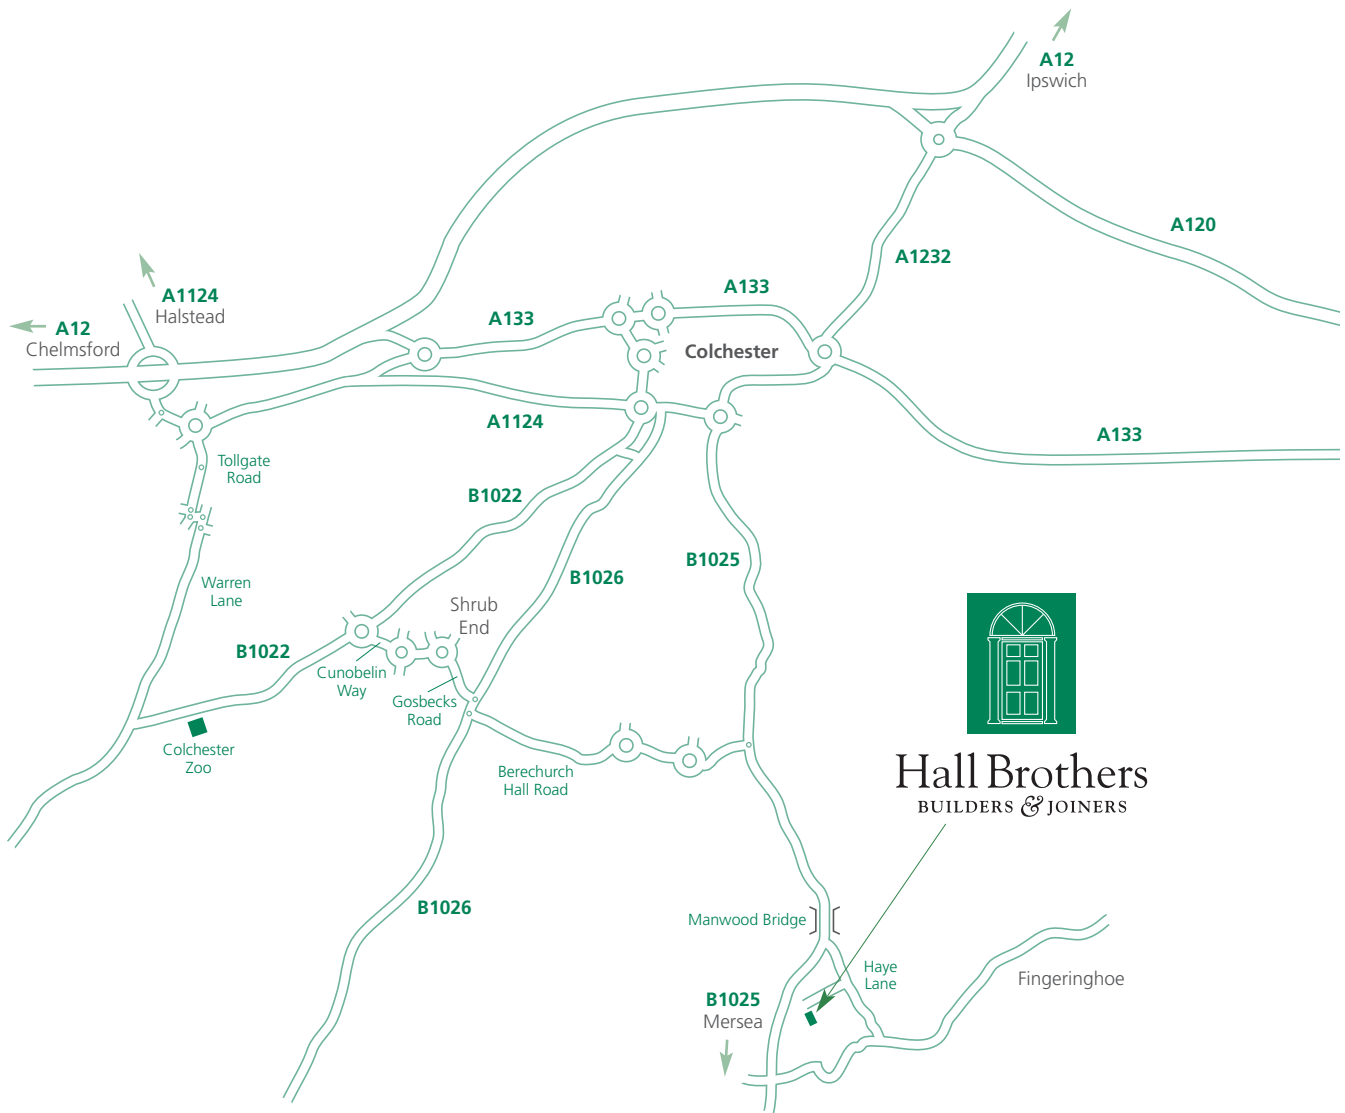 A12
Ipswich
A120
A1232
A1124
Halstead
A133
A133
A12
Chelmsford
Colchester
A1124
A133
Tollgate
Road
B1022
B1025
B1026
Warren
Lane
Shrub
End
B1022
Cunobelin
Way
Gosbecks
Road
Colchester
Zoo
Berechurch
Hall Road
Hall Brothers
BUILDERS & JOINERS
B1026
Manwood Bridge
Haye
Lane
Fingeringhoe
B1025
Mersea